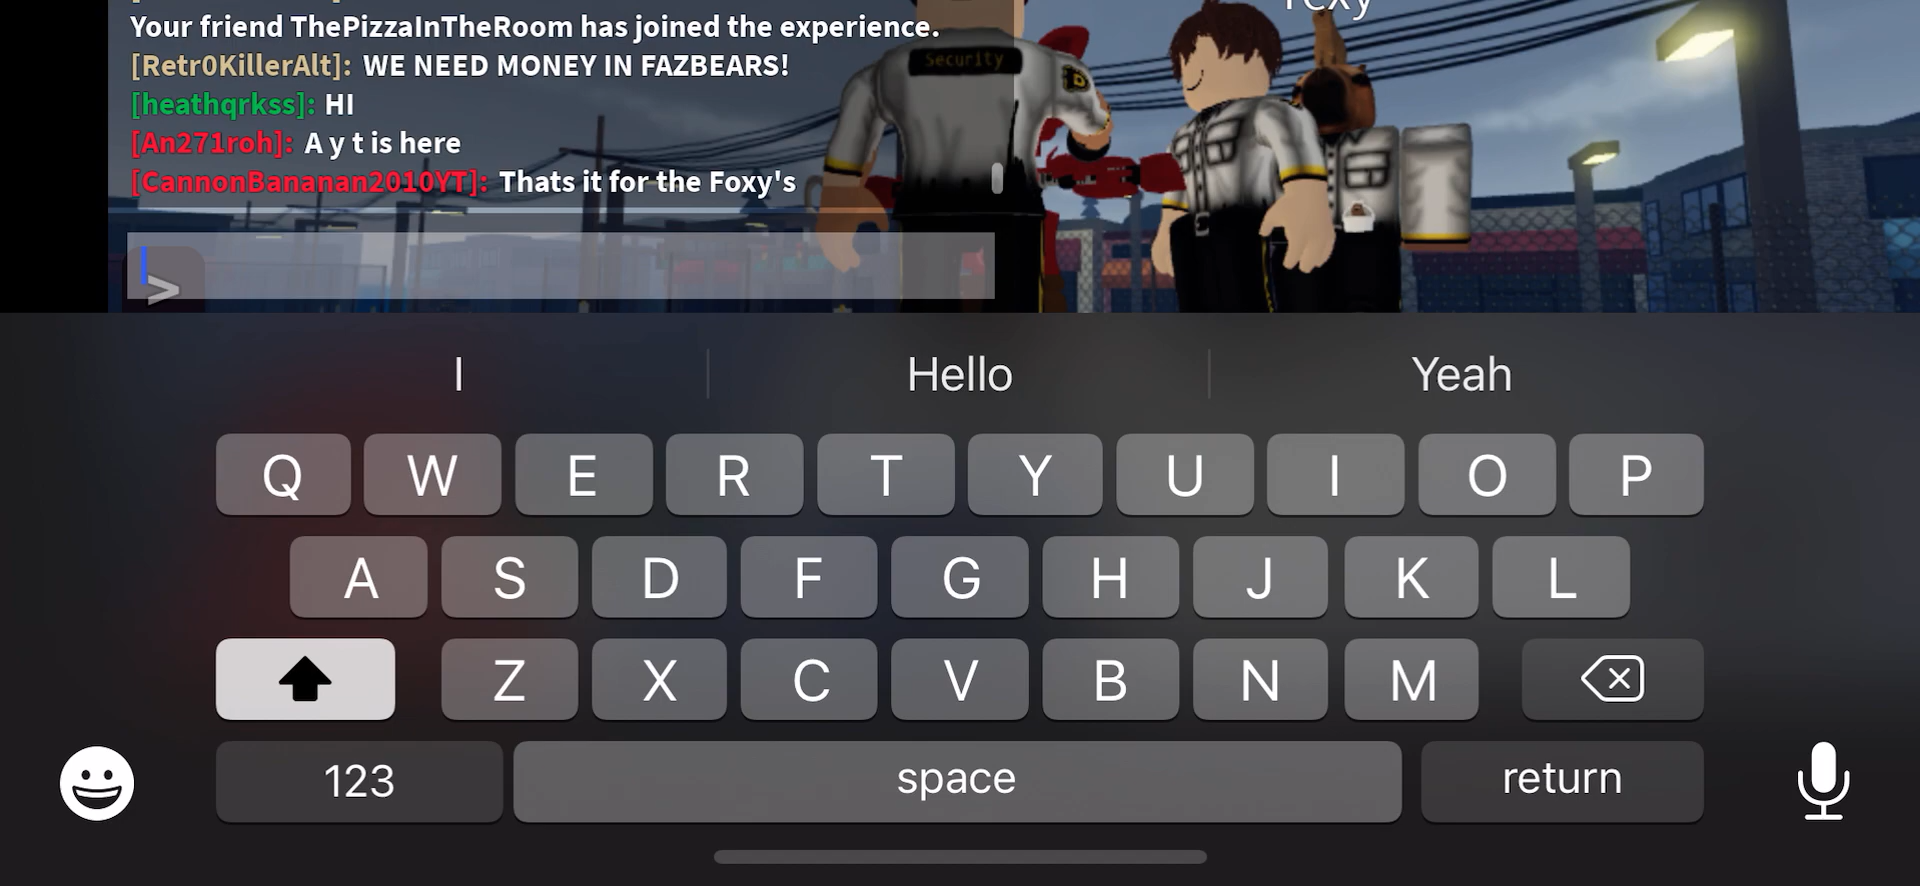 Your friend ThePizzaInTheRoom has joined the experience.
[Retr0KillerAlt]: WE NEED MONEY IN FAZBEARS!
[heathqrkss]: HI
[An271roh]: A y t is here
[CannonBananan2010YT]: Thats it for the Foxy's
Security
>
I Hello Yeah
Q W E R T Y U I O P
A S D F G H J K L
Z X C V B N M
123 space return